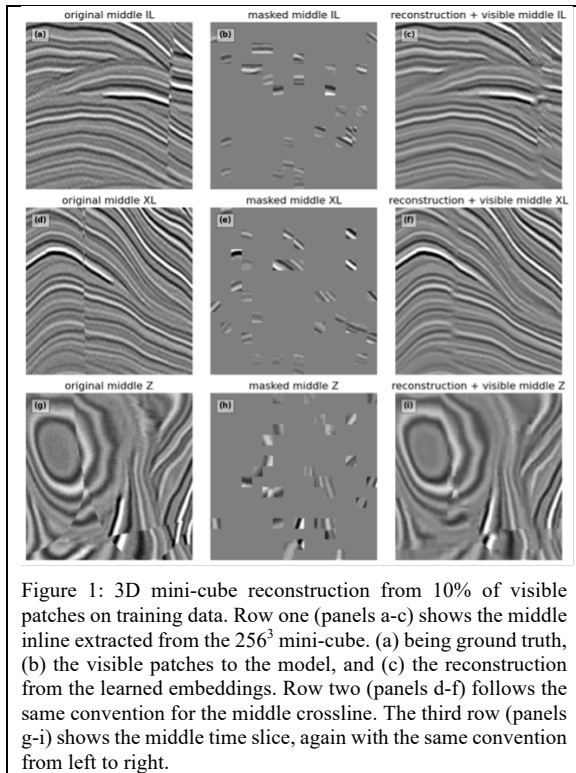 original middle IL masked middle IL reconstruction + visible middle IL
(a) (b) (c)
original middle XL masked middle XL reconstruction + visible middle XL
(d) (e) (f)
original middle Z masked middle Z reconstruction + visible middle Z
(g) (h) (i)
Figure 1: 3D mini-cube reconstruction from 10% of visible
patches on training data. Row one (panels a-c) shows the middle
inline extracted from the 256³ mini-cube. (a) being ground truth,
(b) the visible patches to the model, and (c) the reconstruction
from the learned embeddings. Row two (panels d-f) follows the
same convention for the middle crossline. The third row (panels
g-i) shows the middle time slice, again with the same convention
from left to right.